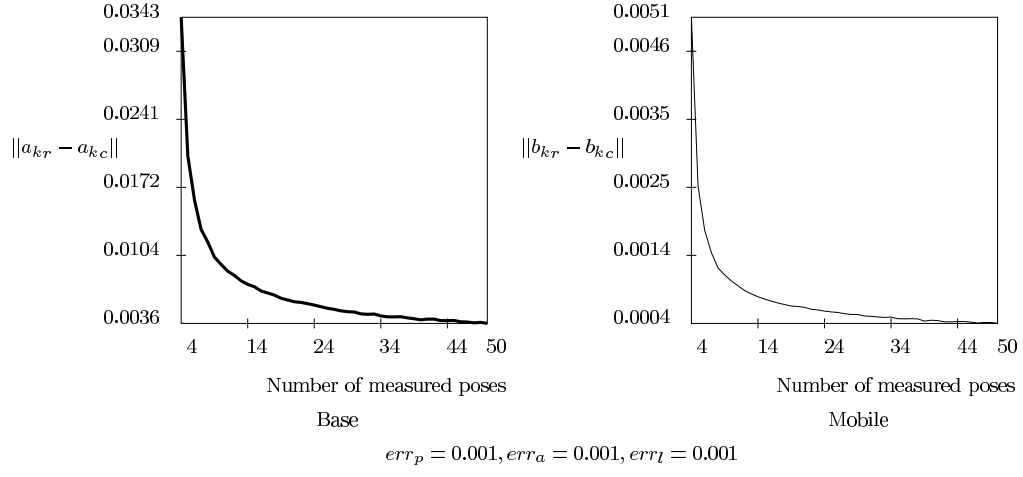 0.0343
0.0309
0.0241
||a_{kr} − a_{kc}||
0.0172
0.0104
0.0036
4 14 24 34 44 50
Number of measured poses
Base
0.0051
0.0046
0.0035
||b_{kr} − b_{kc}||
0.0025
0.0014
0.0004
4 14 24 34 44 50
Number of measured poses
Mobile
err_p = 0.001, err_a = 0.001, err_l = 0.001